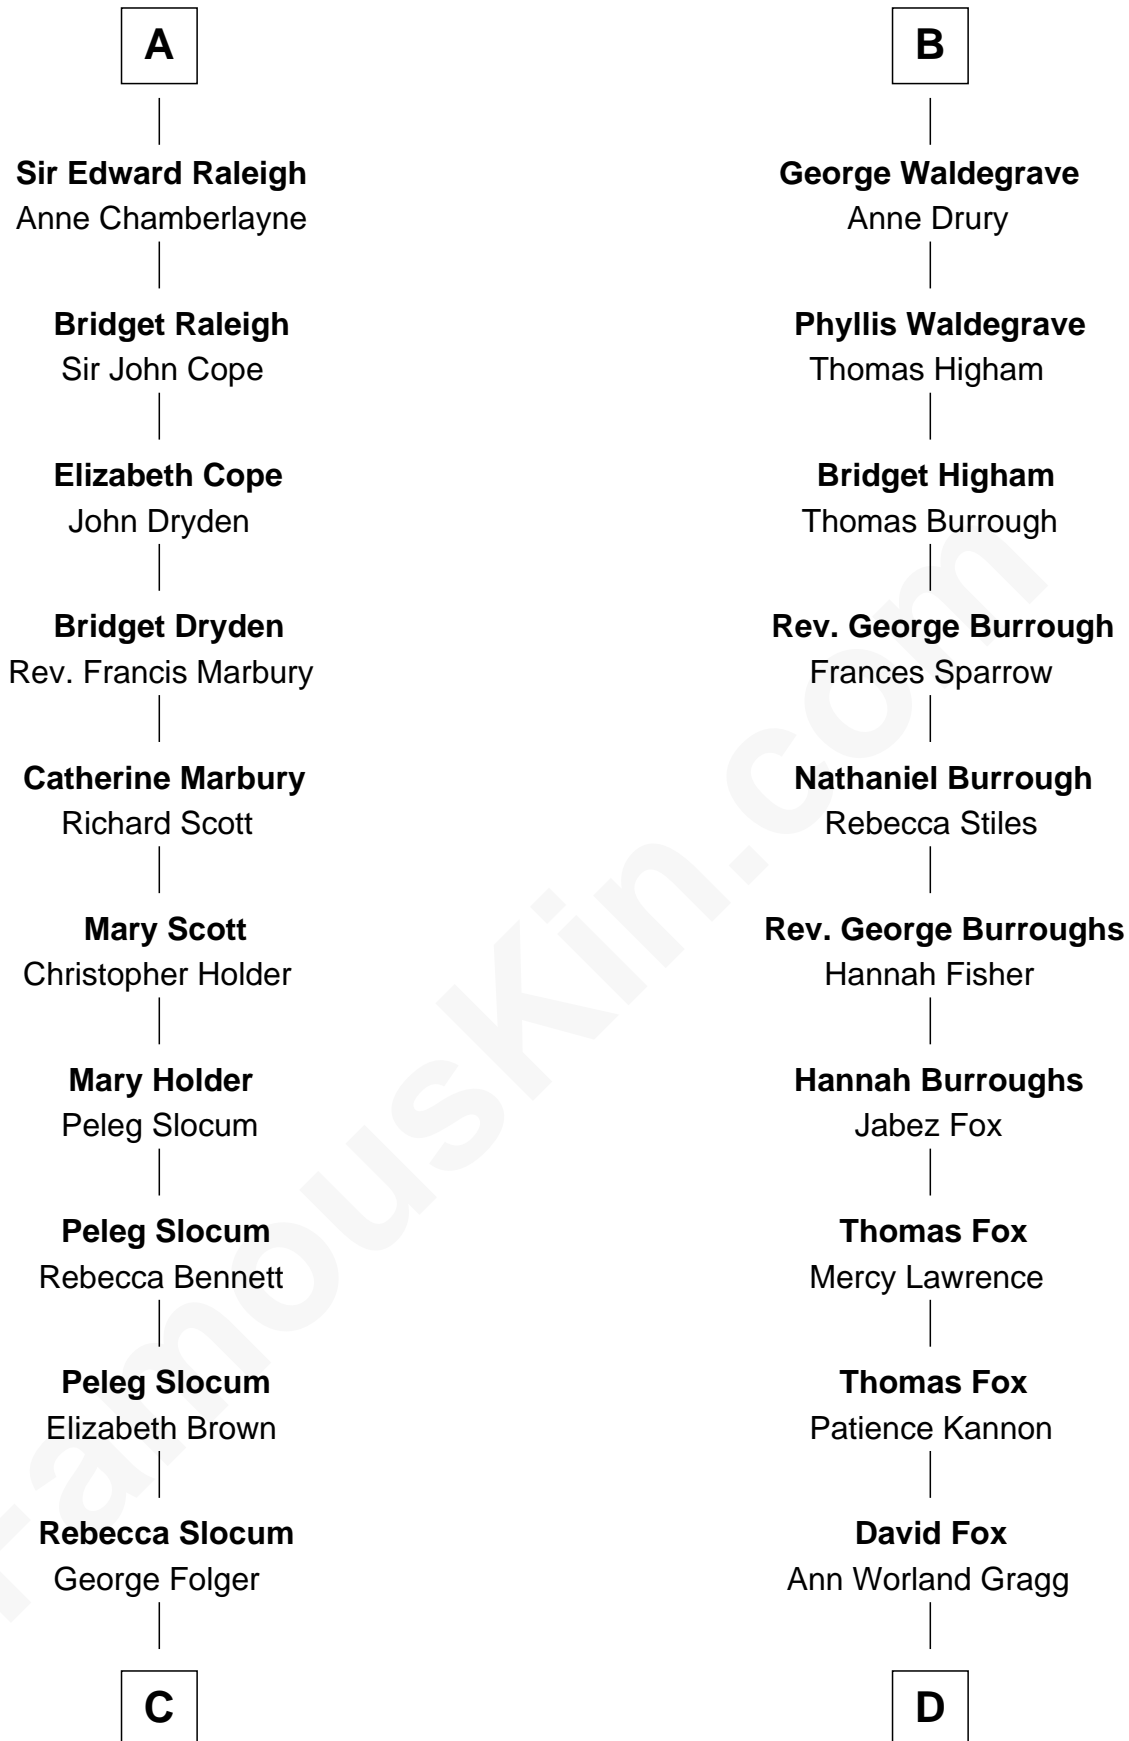 A
Sir Edward Raleigh
Anne Chamberlayne
Bridget Raleigh
Sir John Cope
Elizabeth Cope
John Dryden
Bridget Dryden
Rev. Francis Marbury
Catherine Marbury
Richard Scott
Mary Scott
Christopher Holder
Mary Holder
Peleg Slocum
Peleg Slocum
Rebecca Bennett
Peleg Slocum
Elizabeth Brown
Rebecca Slocum
George Folger
C
B
George Waldegrave
Anne Drury
Phyllis Waldegrave
Thomas Higham
Bridget Higham
Thomas Burrough
Rev. George Burrough
Frances Sparrow
Nathaniel Burrough
Rebecca Stiles
Rev. George Burroughs
Hannah Fisher
Hannah Burroughs
Jabez Fox
Thomas Fox
Mercy Lawrence
Thomas Fox
Patience Kannon
David Fox
Ann Worland Gragg
D
FamousKin.com